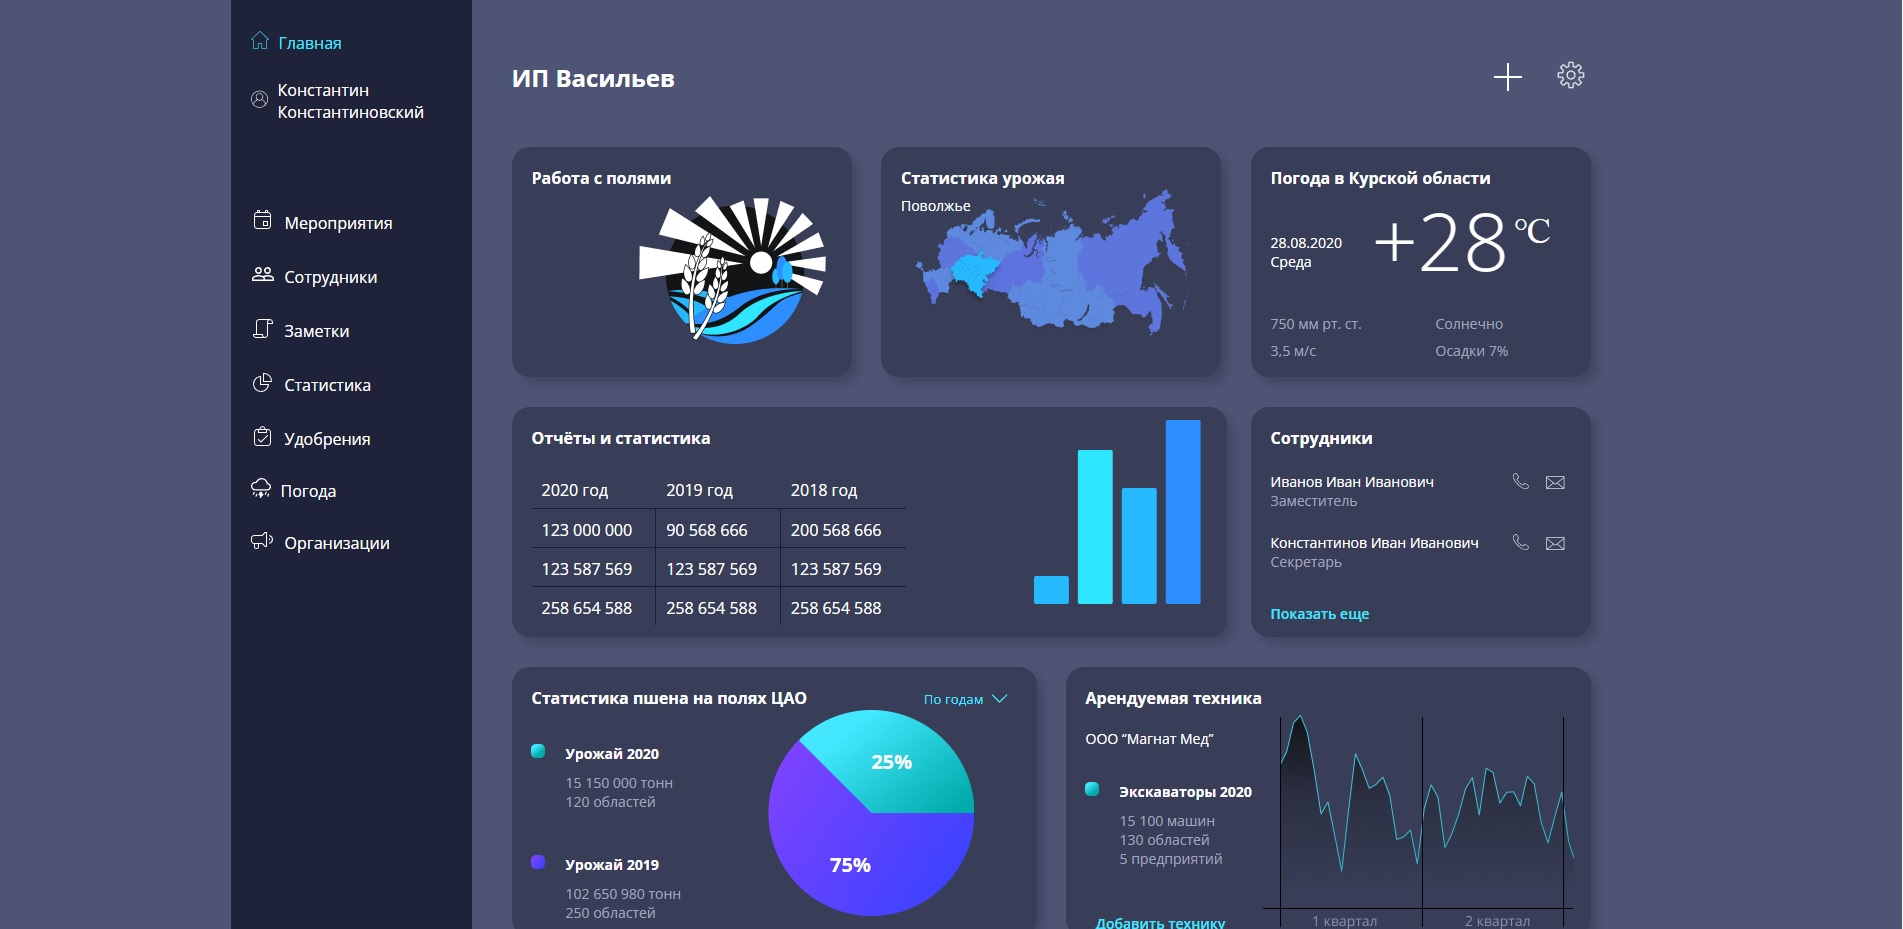 Главная
Константин
Константиновский
Мероприятия
Сотрудники
Заметки
Статистика
Удобрения
Погода
Организации
ИП Васильев
Работа с полями
Статистика урожая
Поволжье
Погода в Курской области
28.08.2020
Среда
+28 °C
750 мм рт. ст. Солнечно
3,5 м/с Осадки 7%
Отчёты и статистика
2020 год 2019 год 2018 год
123 000 000 90 568 666 200 568 666
123 587 569 123 587 569 123 587 569
258 654 588 258 654 588 258 654 588
Сотрудники
Иванов Иван Иванович
Заместитель
Константинов Иван Иванович
Секретарь
Показать еще
Статистика пшена на полях ЦАО
По годам
Урожай 2020
15 150 000 тонн
120 областей
Урожай 2019
102 650 980 тонн
250 областей
25%
75%
Арендуемая техника
ООО “Магнат Мед”
Экскаваторы 2020
15 100 машин
130 областей
5 предприятий
Добавить технику
1 квартал 2 квартал